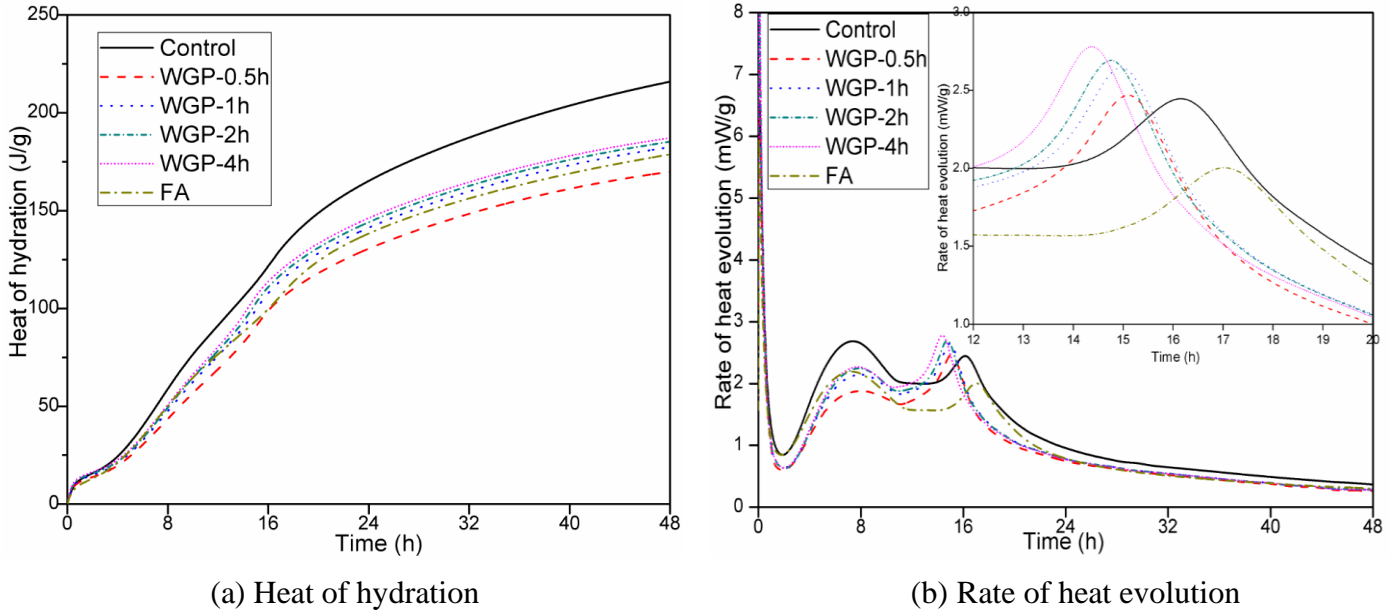 Heat of hydration (J/g)
250
200
150
100
50
0
Control
WGP-0.5h
WGP-1h
WGP-2h
WGP-4h
FA
0 8 16 24 32 40 48
Time (h)
(a) Heat of hydration
Rate of heat evolution (mW/g)
8
7
6
5
4
3
2
1
0
Control
WGP-0.5h
WGP-1h
WGP-2h
WGP-4h
FA
Rate of heat evolution (mW/g)
3.0
2.5
2.0
1.5
1.0
12 13 14 15 16 17 18 19 20
Time (h)
0 8 16 24 32 40 48
Time (h)
(b) Rate of heat evolution